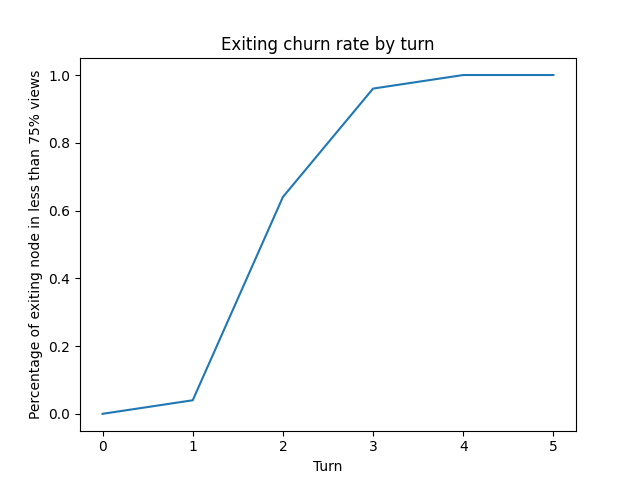 Exiting churn rate by turn
Percentage of exiting node in less than 75% views
1.0
0.8
0.6
0.4
0.2
0.0
0 1 2 3 4 5
Turn